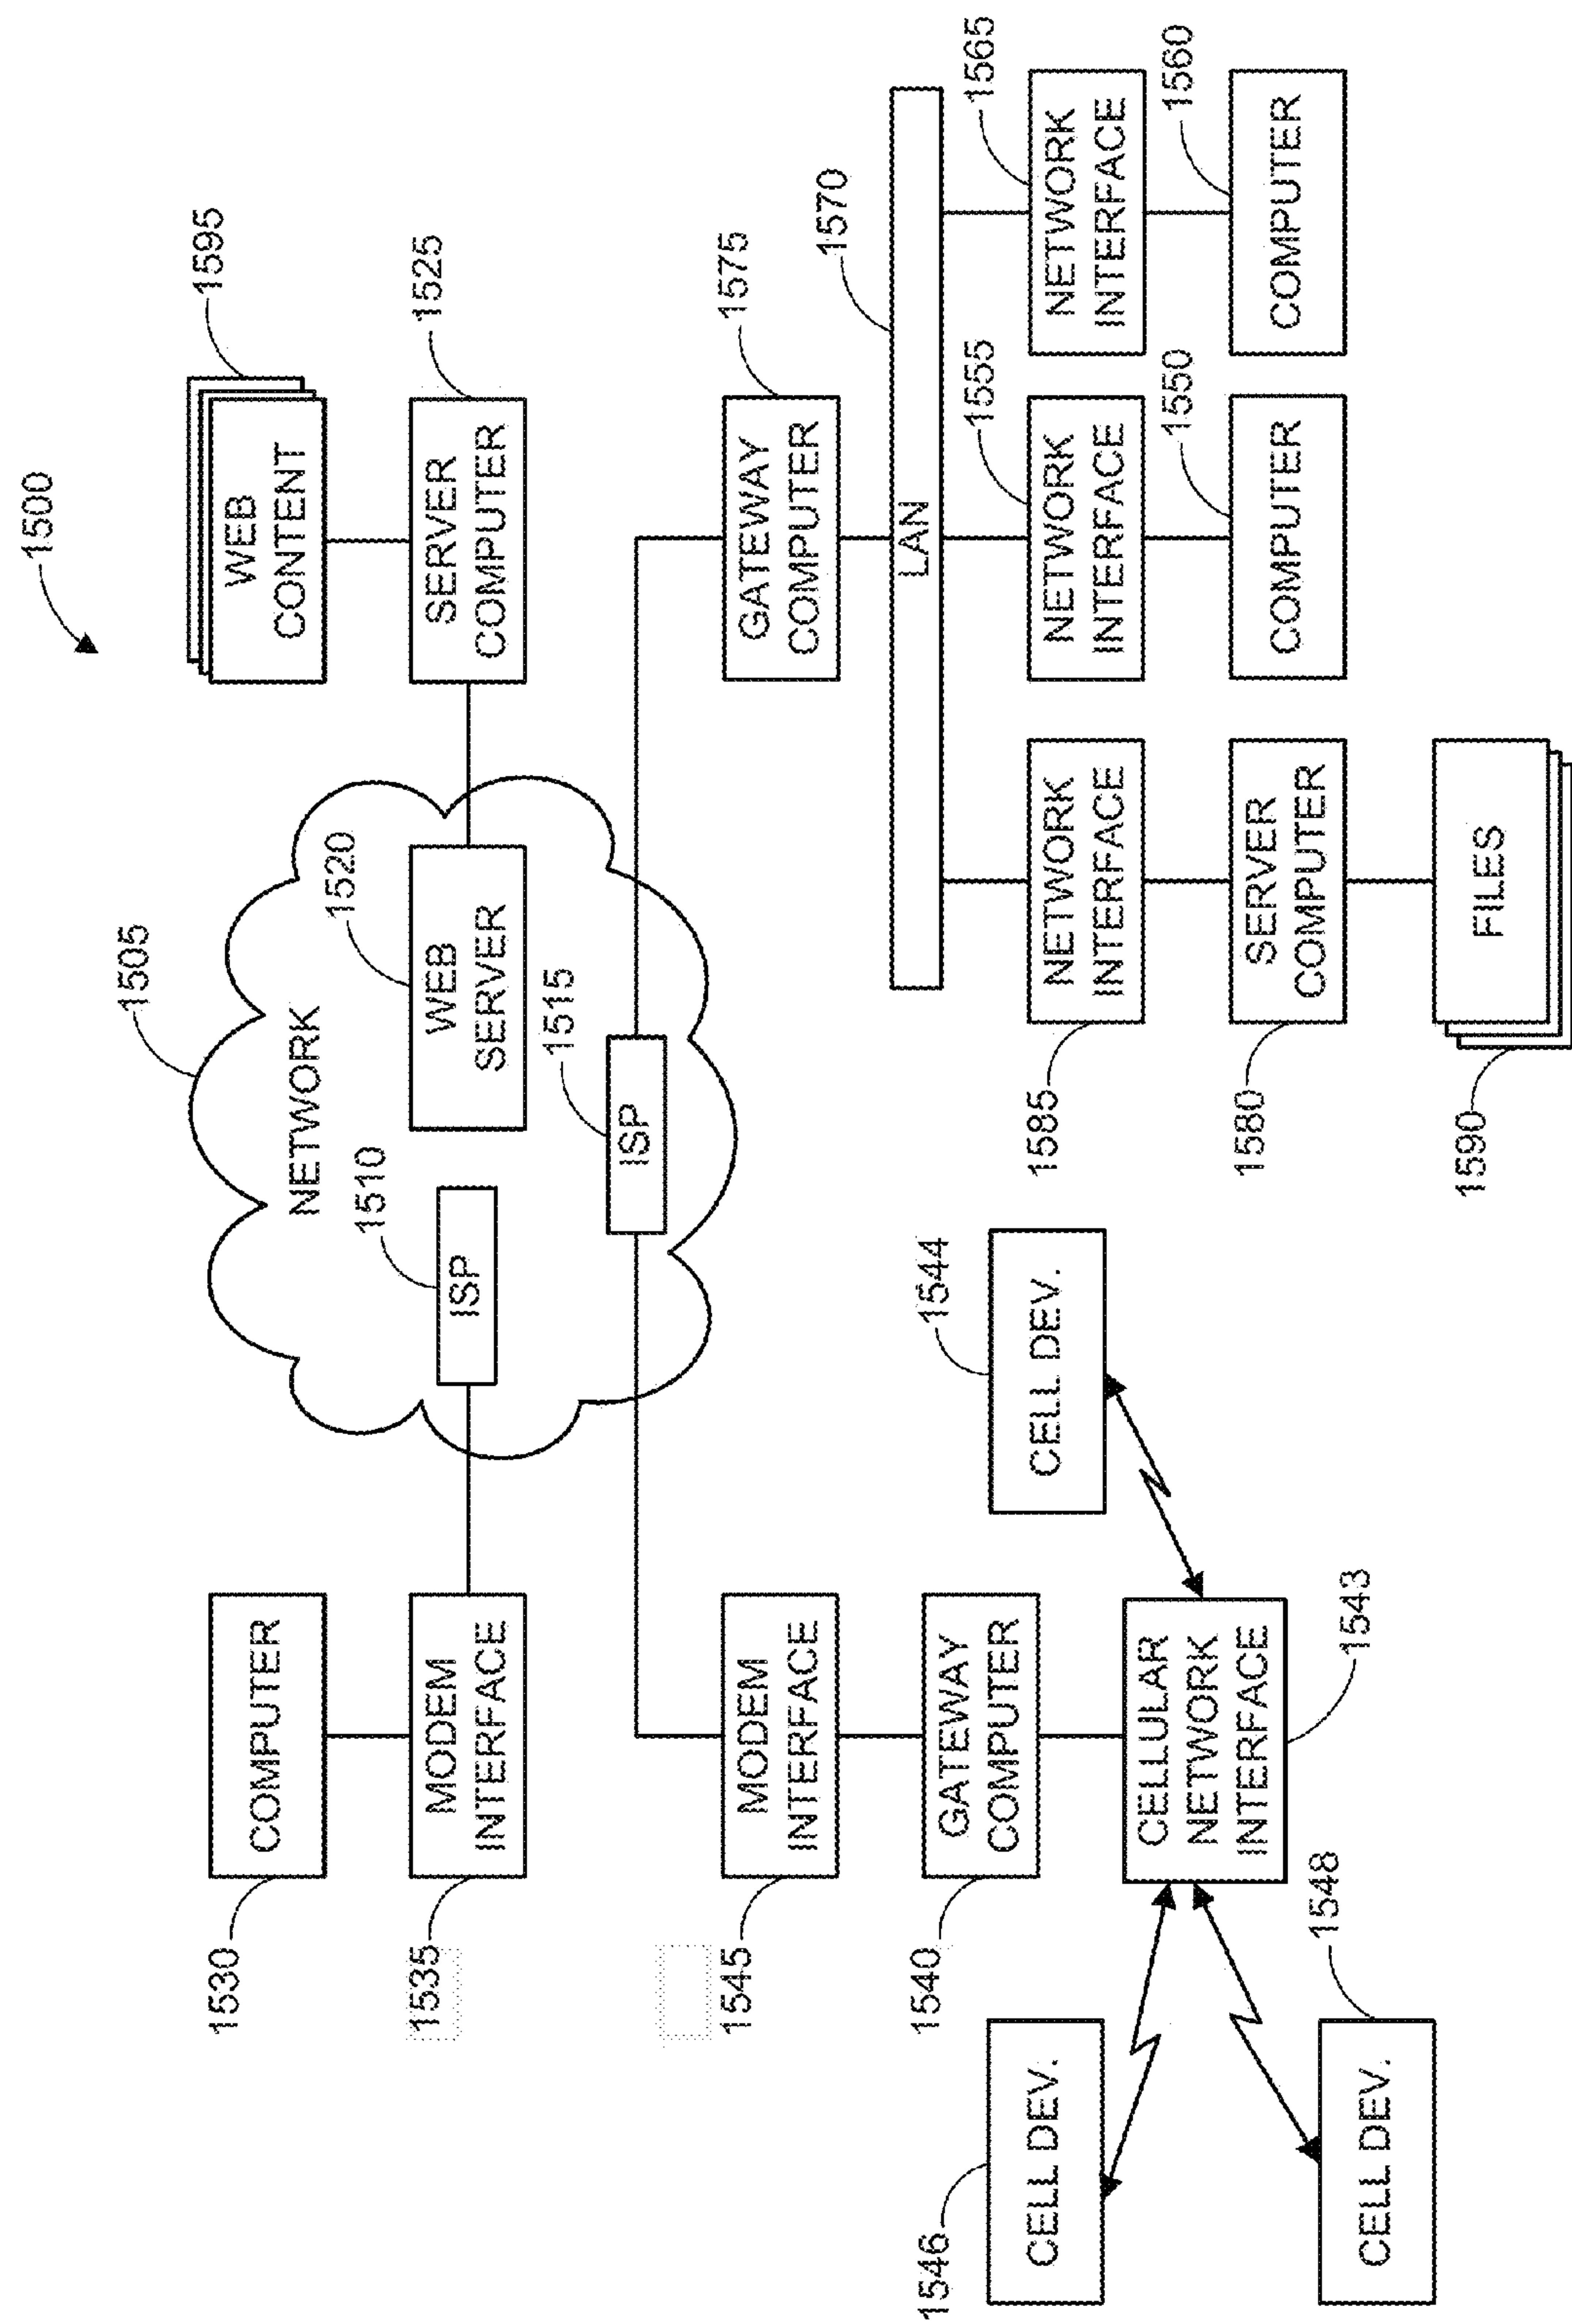 1500
1505
NETWORK
1595
WEB
CONTENT
1530
COMPUTER
1520
WEB
SERVER
1525
SERVER
COMPUTER
1510
ISP
1535
MODEM
INTERFACE
1515
ISP
1545
MODEM
INTERFACE
1575
GATEWAY
COMPUTER
1570
LAN
1540
GATEWAY
COMPUTER
1544
CELL DEV.
1546
CELL DEV.
1543
CELLULAR
NETWORK
INTERFACE
1548
CELL DEV.
1585
NETWORK
INTERFACE
1555
NETWORK
INTERFACE
1565
NETWORK
INTERFACE
1580
SERVER
COMPUTER
1550
COMPUTER
1560
COMPUTER
1590
FILES